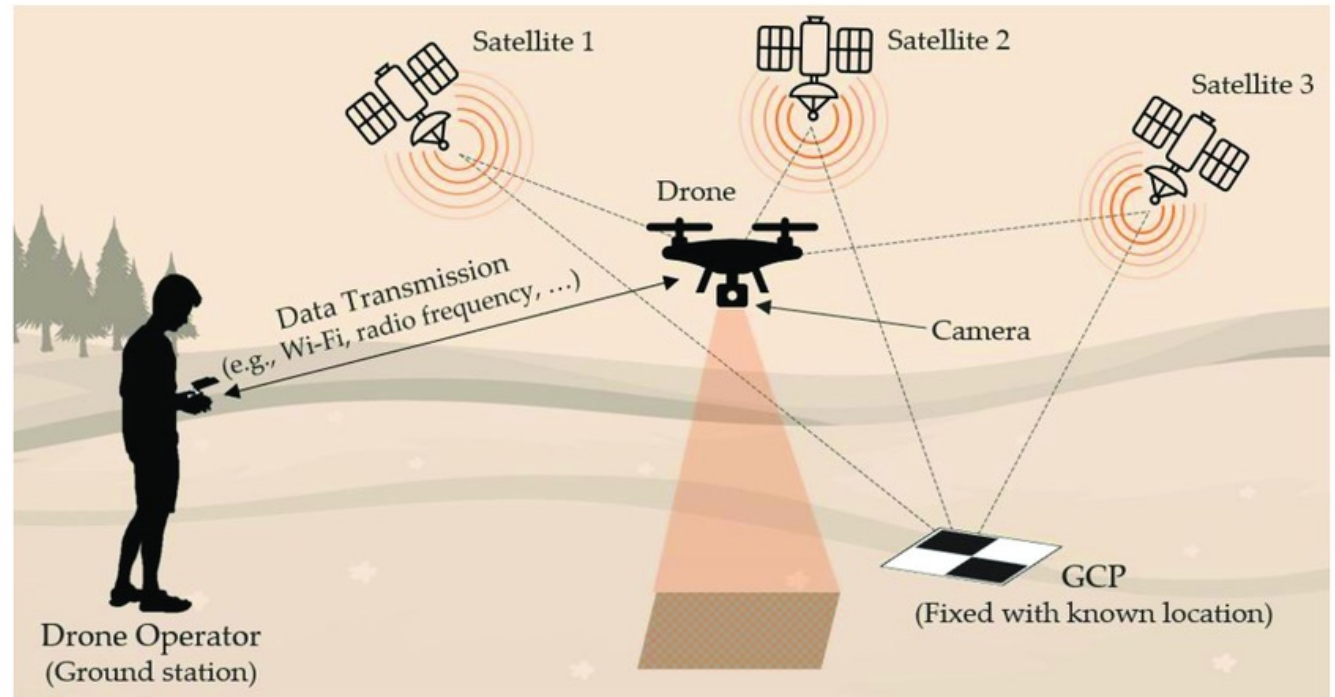 Satellite 1
Satellite 2
Satellite 3
Drone
Data Transmission
(e.g., Wi-Fi, radio frequency, …)
Camera
GCP
(Fixed with known location)
Drone Operator
(Ground station)